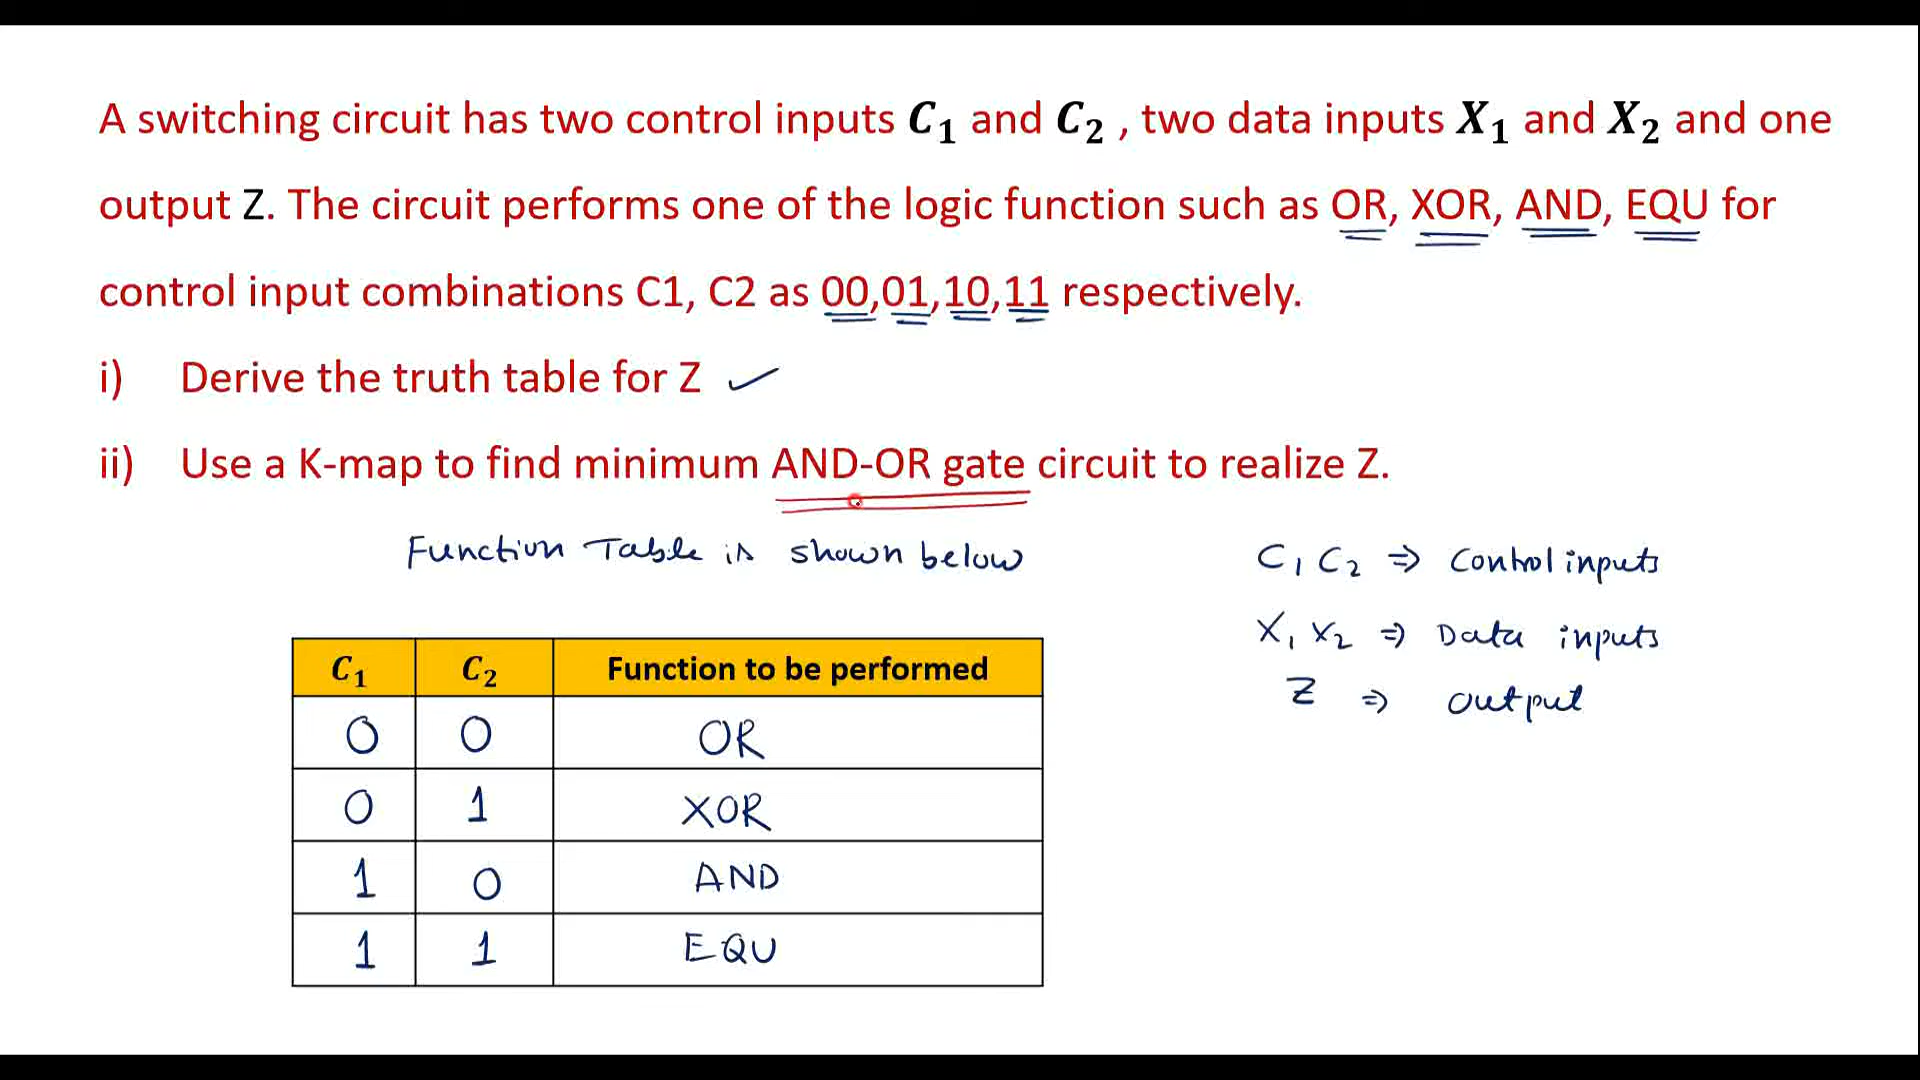 A switching circuit has two control inputs C₁ and C₂ , two data inputs X₁ and X₂ and one
output Z. The circuit performs one of the logic function such as OR, XOR, AND, EQU for
control input combinations C1, C2 as 00,01,10,11 respectively.
i) Derive the truth table for Z
ii) Use a K-map to find minimum AND-OR gate circuit to realize Z.
Function Table is shown below
C₁ C₂ ⇒ Control inputs
X₁ X₂ ⇒ Data inputs
Z ⇒ output
C₁ C₂ Function to be performed
0 0 OR
0 1 XOR
1 0 AND
1 1 EQU